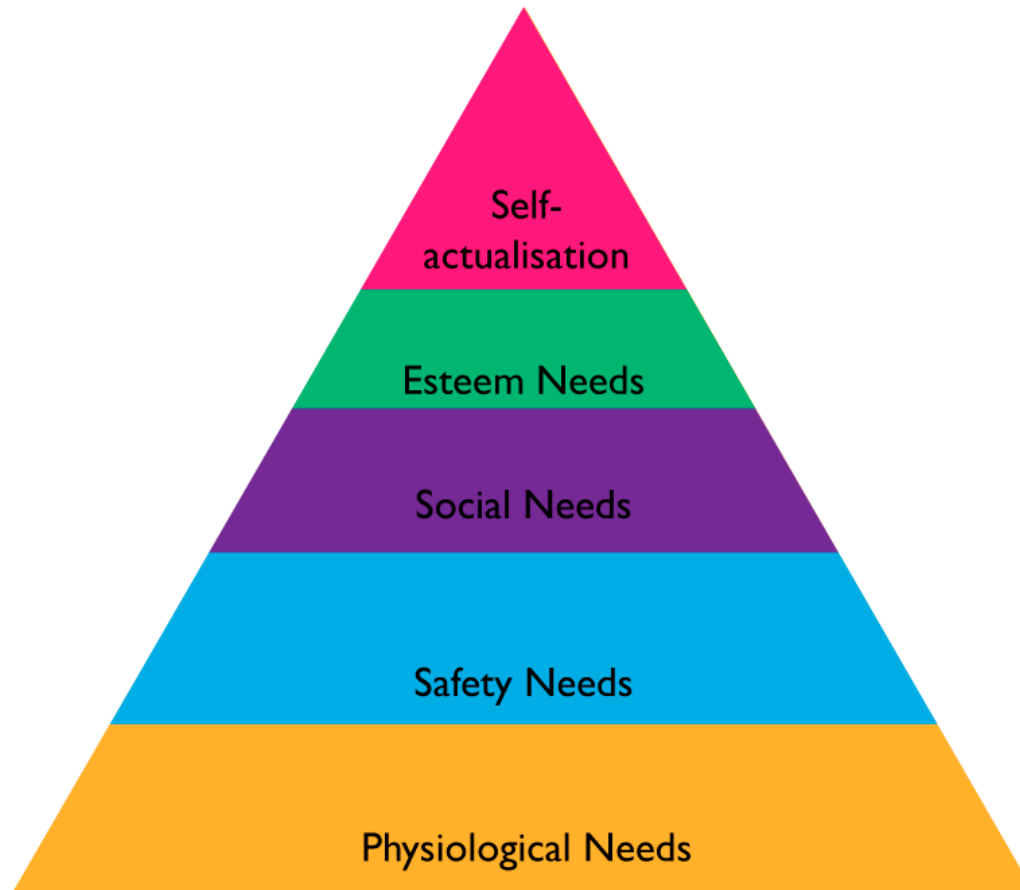 Self-
actualisation
Esteem Needs
Social Needs
Safety Needs
Physiological Needs